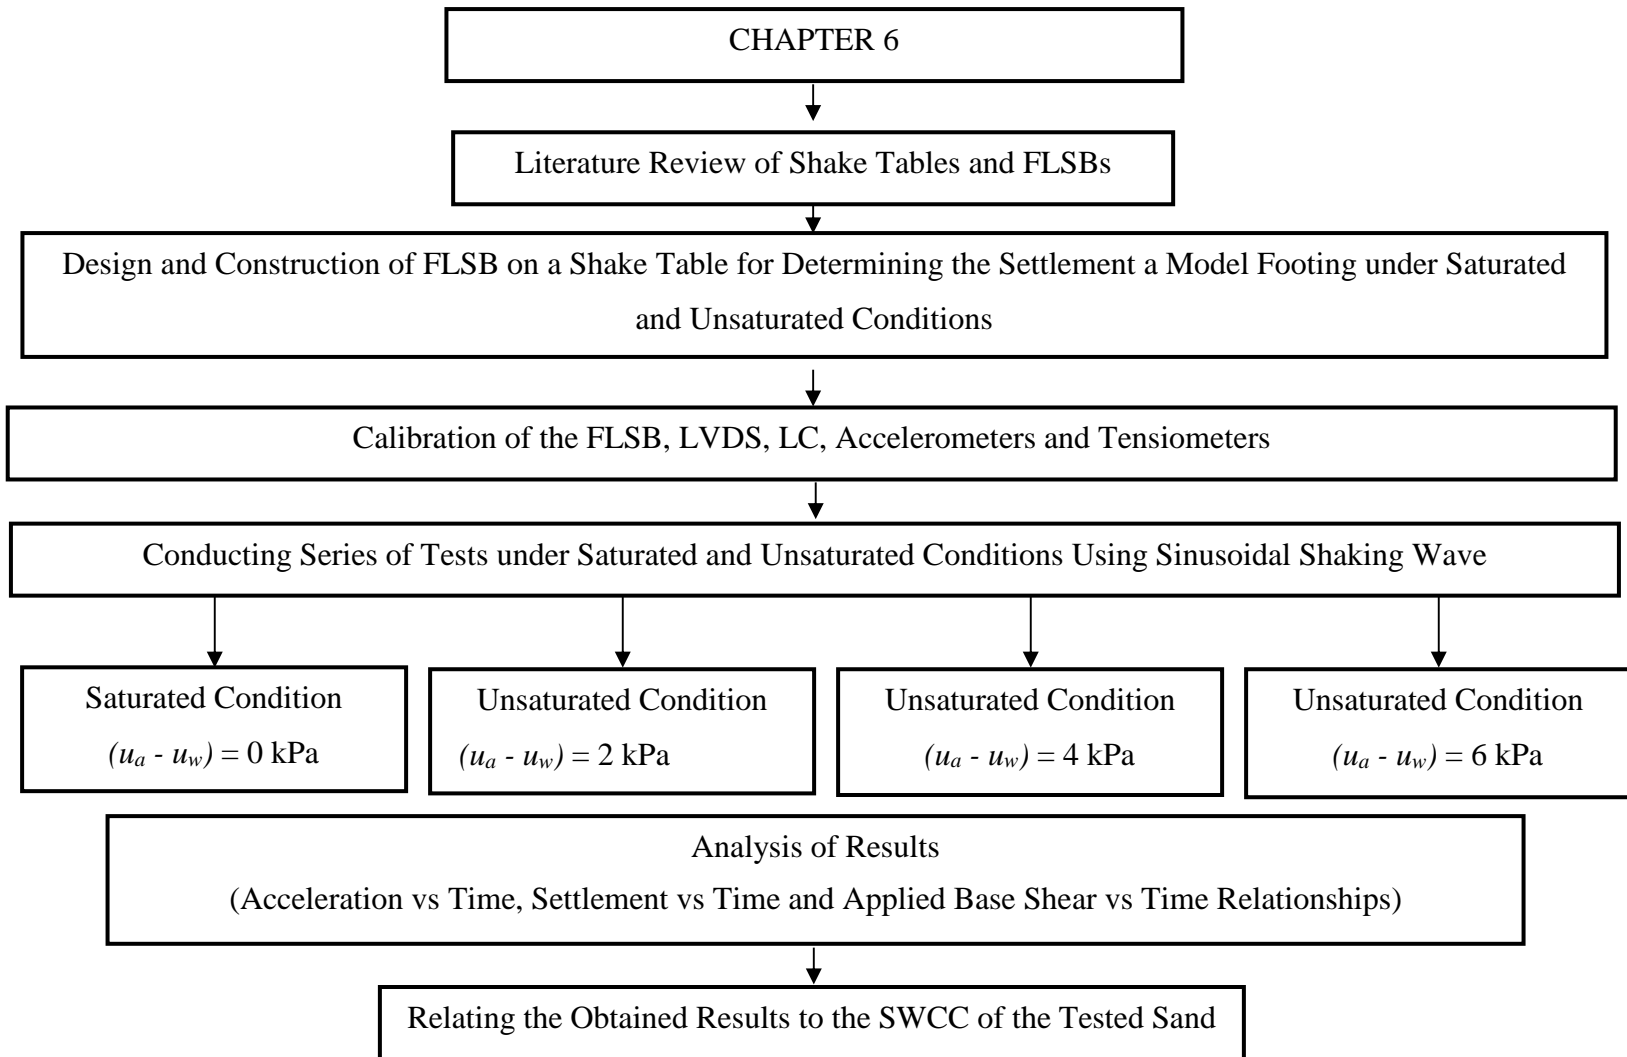 CHAPTER 6
Literature Review of Shake Tables and FLSBs
Design and Construction of FLSB on a Shake Table for Determining the Settlement a Model Footing under Saturated
and Unsaturated Conditions
Calibration of the FLSB, LVDS, LC, Accelerometers and Tensiometers
Conducting Series of Tests under Saturated and Unsaturated Conditions Using Sinusoidal Shaking Wave
Saturated Condition
(uₐ - u_w) = 0 kPa
Unsaturated Condition
(uₐ - u_w) = 2 kPa
Unsaturated Condition
(uₐ - u_w) = 4 kPa
Unsaturated Condition
(uₐ - u_w) = 6 kPa
Analysis of Results
(Acceleration vs Time, Settlement vs Time and Applied Base Shear vs Time Relationships)
Relating the Obtained Results to the SWCC of the Tested Sand